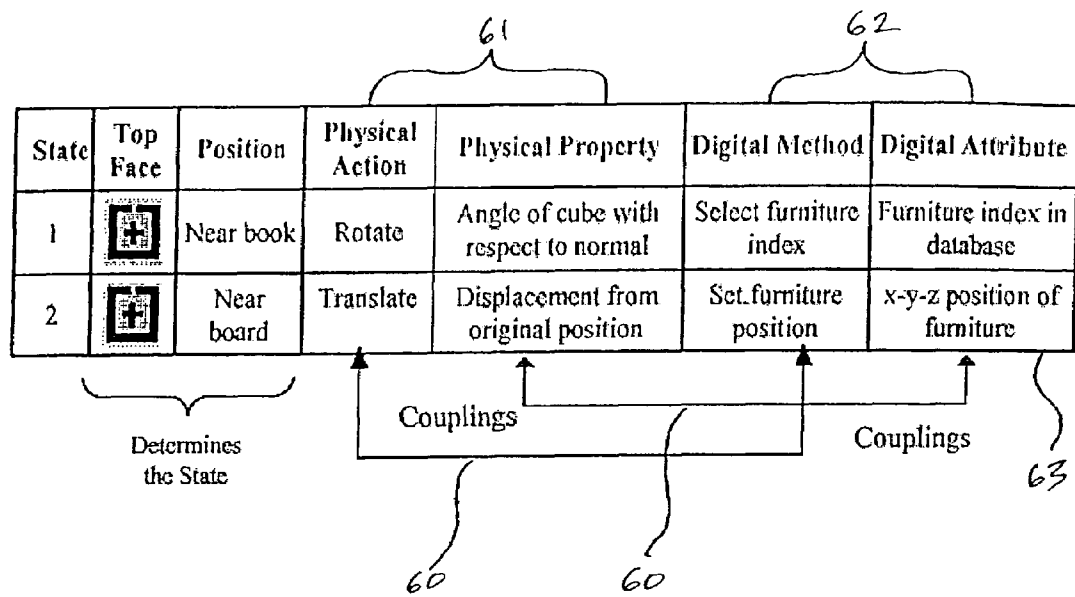 61
62
State
Top
Face
Position
Physical
Action
Physical Property
Digital Method
Digital Attribute
1
Near book
Rotate
Angle of cube with
respect to normal
Select furniture
index
Furniture index in
database
2
Near
board
Translate
Displacement from
original position
Set.furniture
position
x-y-z position of
furniture
Determines
the State
Couplings
Couplings
60
60
63